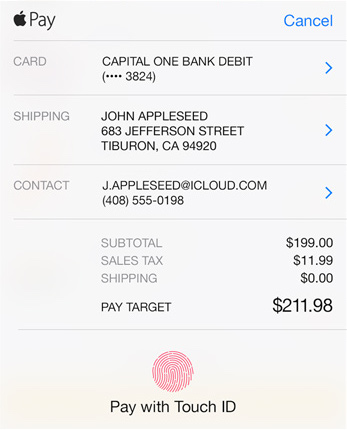 Pay
Cancel
CARD
CAPITAL ONE BANK DEBIT
(•••• 3824)
SHIPPING
JOHN APPLESEED
683 JEFFERSON STREET
TIBURON, CA 94920
CONTACT
J.APPLESEED@ICLOUD.COM
(408) 555-0198
SUBTOTAL $199.00
SALES TAX $11.99
SHIPPING $0.00
PAY TARGET $211.98
Pay with Touch ID